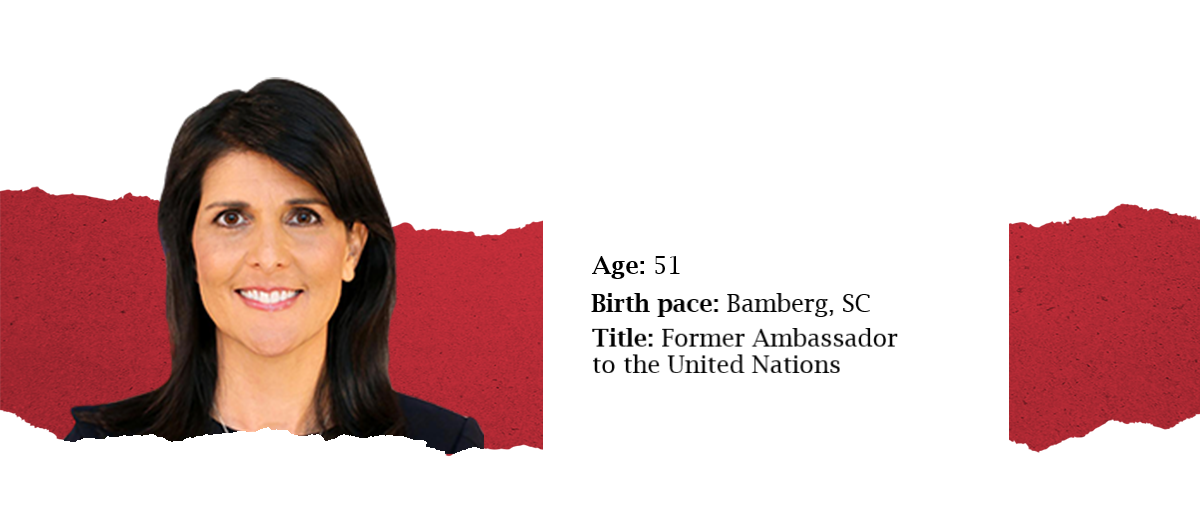 Age: 51
Birth pace: Bamberg, SC
Title: Former Ambassador
to the United Nations